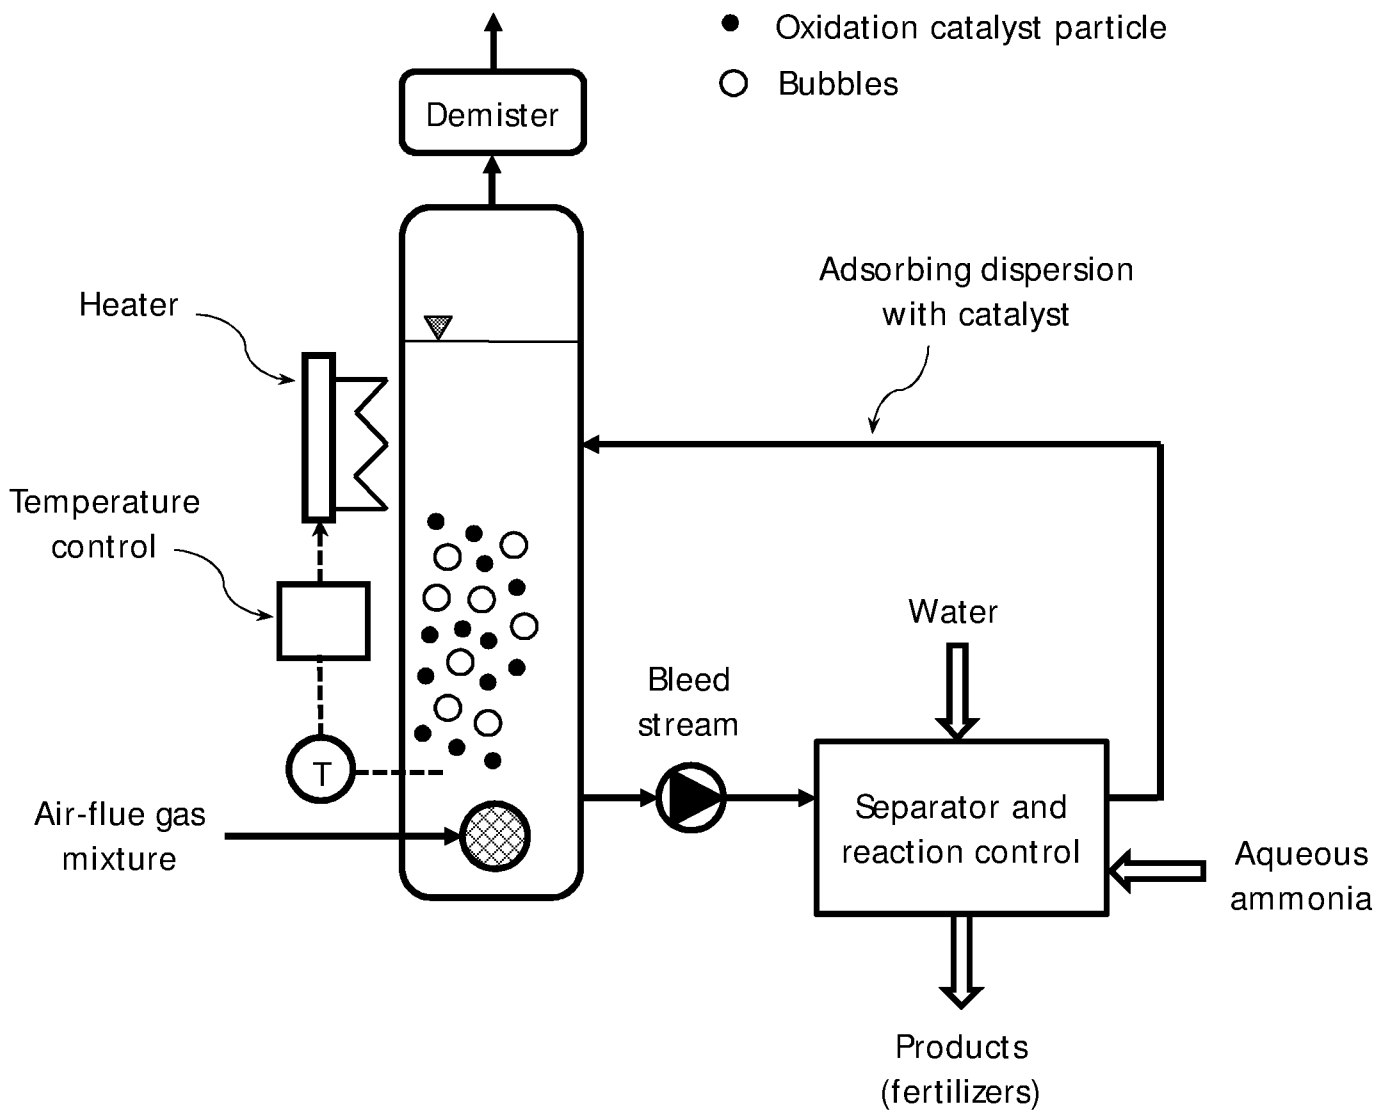 Oxidation catalyst particle
Bubbles
Demister
Adsorbing dispersion
with catalyst
Heater
Temperature
control
Water
Bleed
stream
T
Air-flue gas
mixture
Separator and
reaction control
Aqueous
ammonia
Products
(fertilizers)